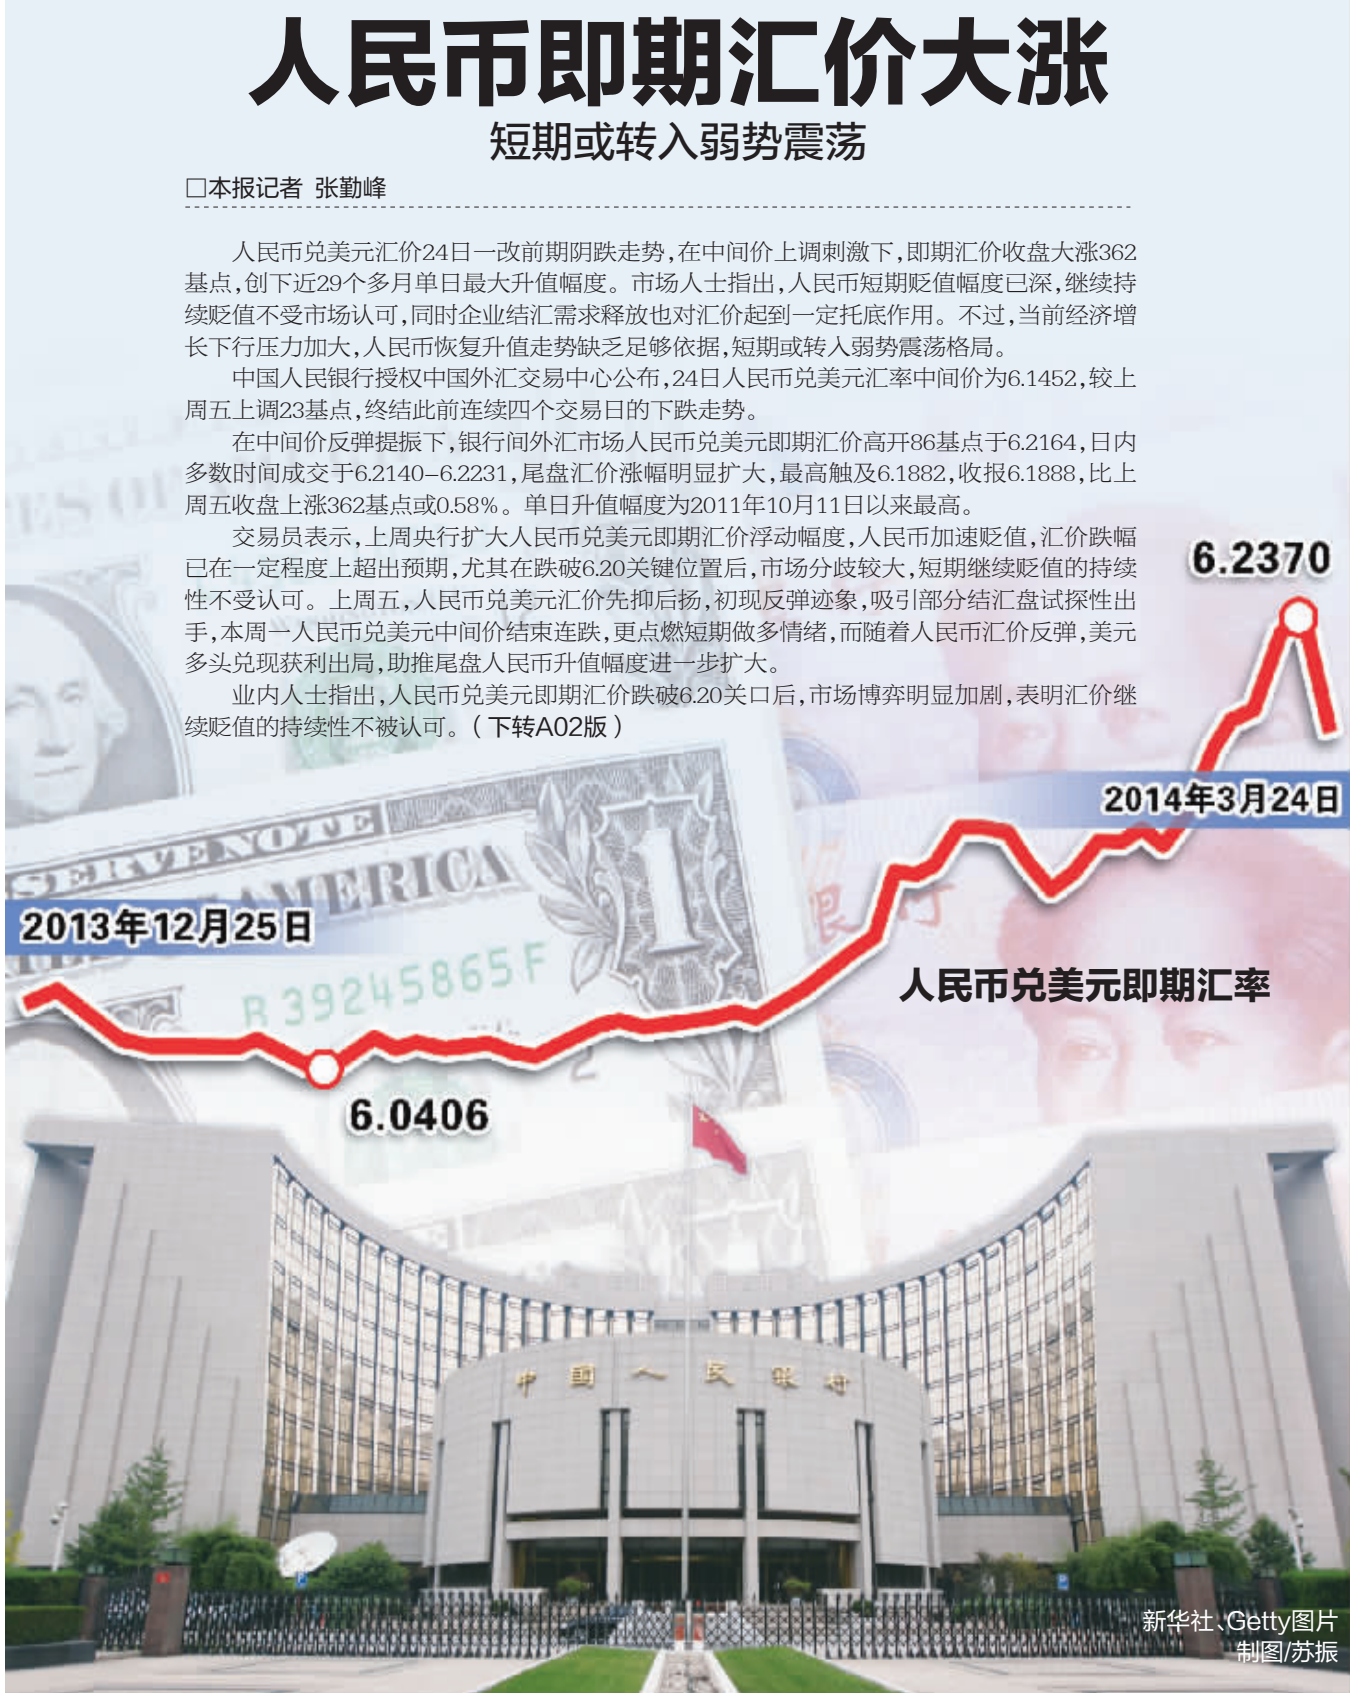 人民币即期汇价大涨
短期或转入弱势震荡
□本报记者 张勤峰
人民币兑美元汇价24日一改前期阴跌走势,在中间价上调刺激下,即期汇价收盘大涨362
基点,创下近29个多月单日最大升值幅度。市场人士指出,人民币短期贬值幅度已深,继续持
续贬值不受市场认可,同时企业结汇需求释放也对汇价起到一定托底作用。不过,当前经济增
长下行压力加大,人民币恢复升值走势缺乏足够依据,短期或转入弱势震荡格局。
中国人民银行授权中国外汇交易中心公布,24日人民币兑美元汇率中间价为6.1452,较上
周五上调23基点,终结此前连续四个交易日的下跌走势。
在中间价反弹提振下,银行间外汇市场人民币兑美元即期汇价高开86基点于6.2164,日内
多数时间成交于6.2140-6.2231,尾盘汇价涨幅明显扩大,最高触及6.1882,收报6.1888,比上
周五收盘上涨362基点或0.58%。单日升值幅度为2011年10月11日以来最高。
交易员表示,上周央行扩大人民币兑美元即期汇价浮动幅度,人民币加速贬值,汇价跌幅
已在一定程度上超出预期,尤其在跌破6.20关键位置后,市场分歧较大,短期继续贬值的持续
性不受认可。上周五,人民币兑美元汇价先抑后扬,初现反弹迹象,吸引部分结汇盘试探性出
手,本周一人民币兑美元中间价结束连跌,更点燃短期做多情绪,而随着人民币汇价反弹,美元
多头兑现获利出局,助推尾盘人民币升值幅度进一步扩大。
业内人士指出,人民币兑美元即期汇价跌破6.20关口后,市场博弈明显加剧,表明汇价继
续贬值的持续性不被认可。(下转A02版)
6.2370
2014年3月24日
SERVE NOTE
AMERICA
1
2013年12月25日
B 39245865 F
人民币兑美元即期汇率
6.0406
中国人民银行
新华社、Getty图片
制图/苏振